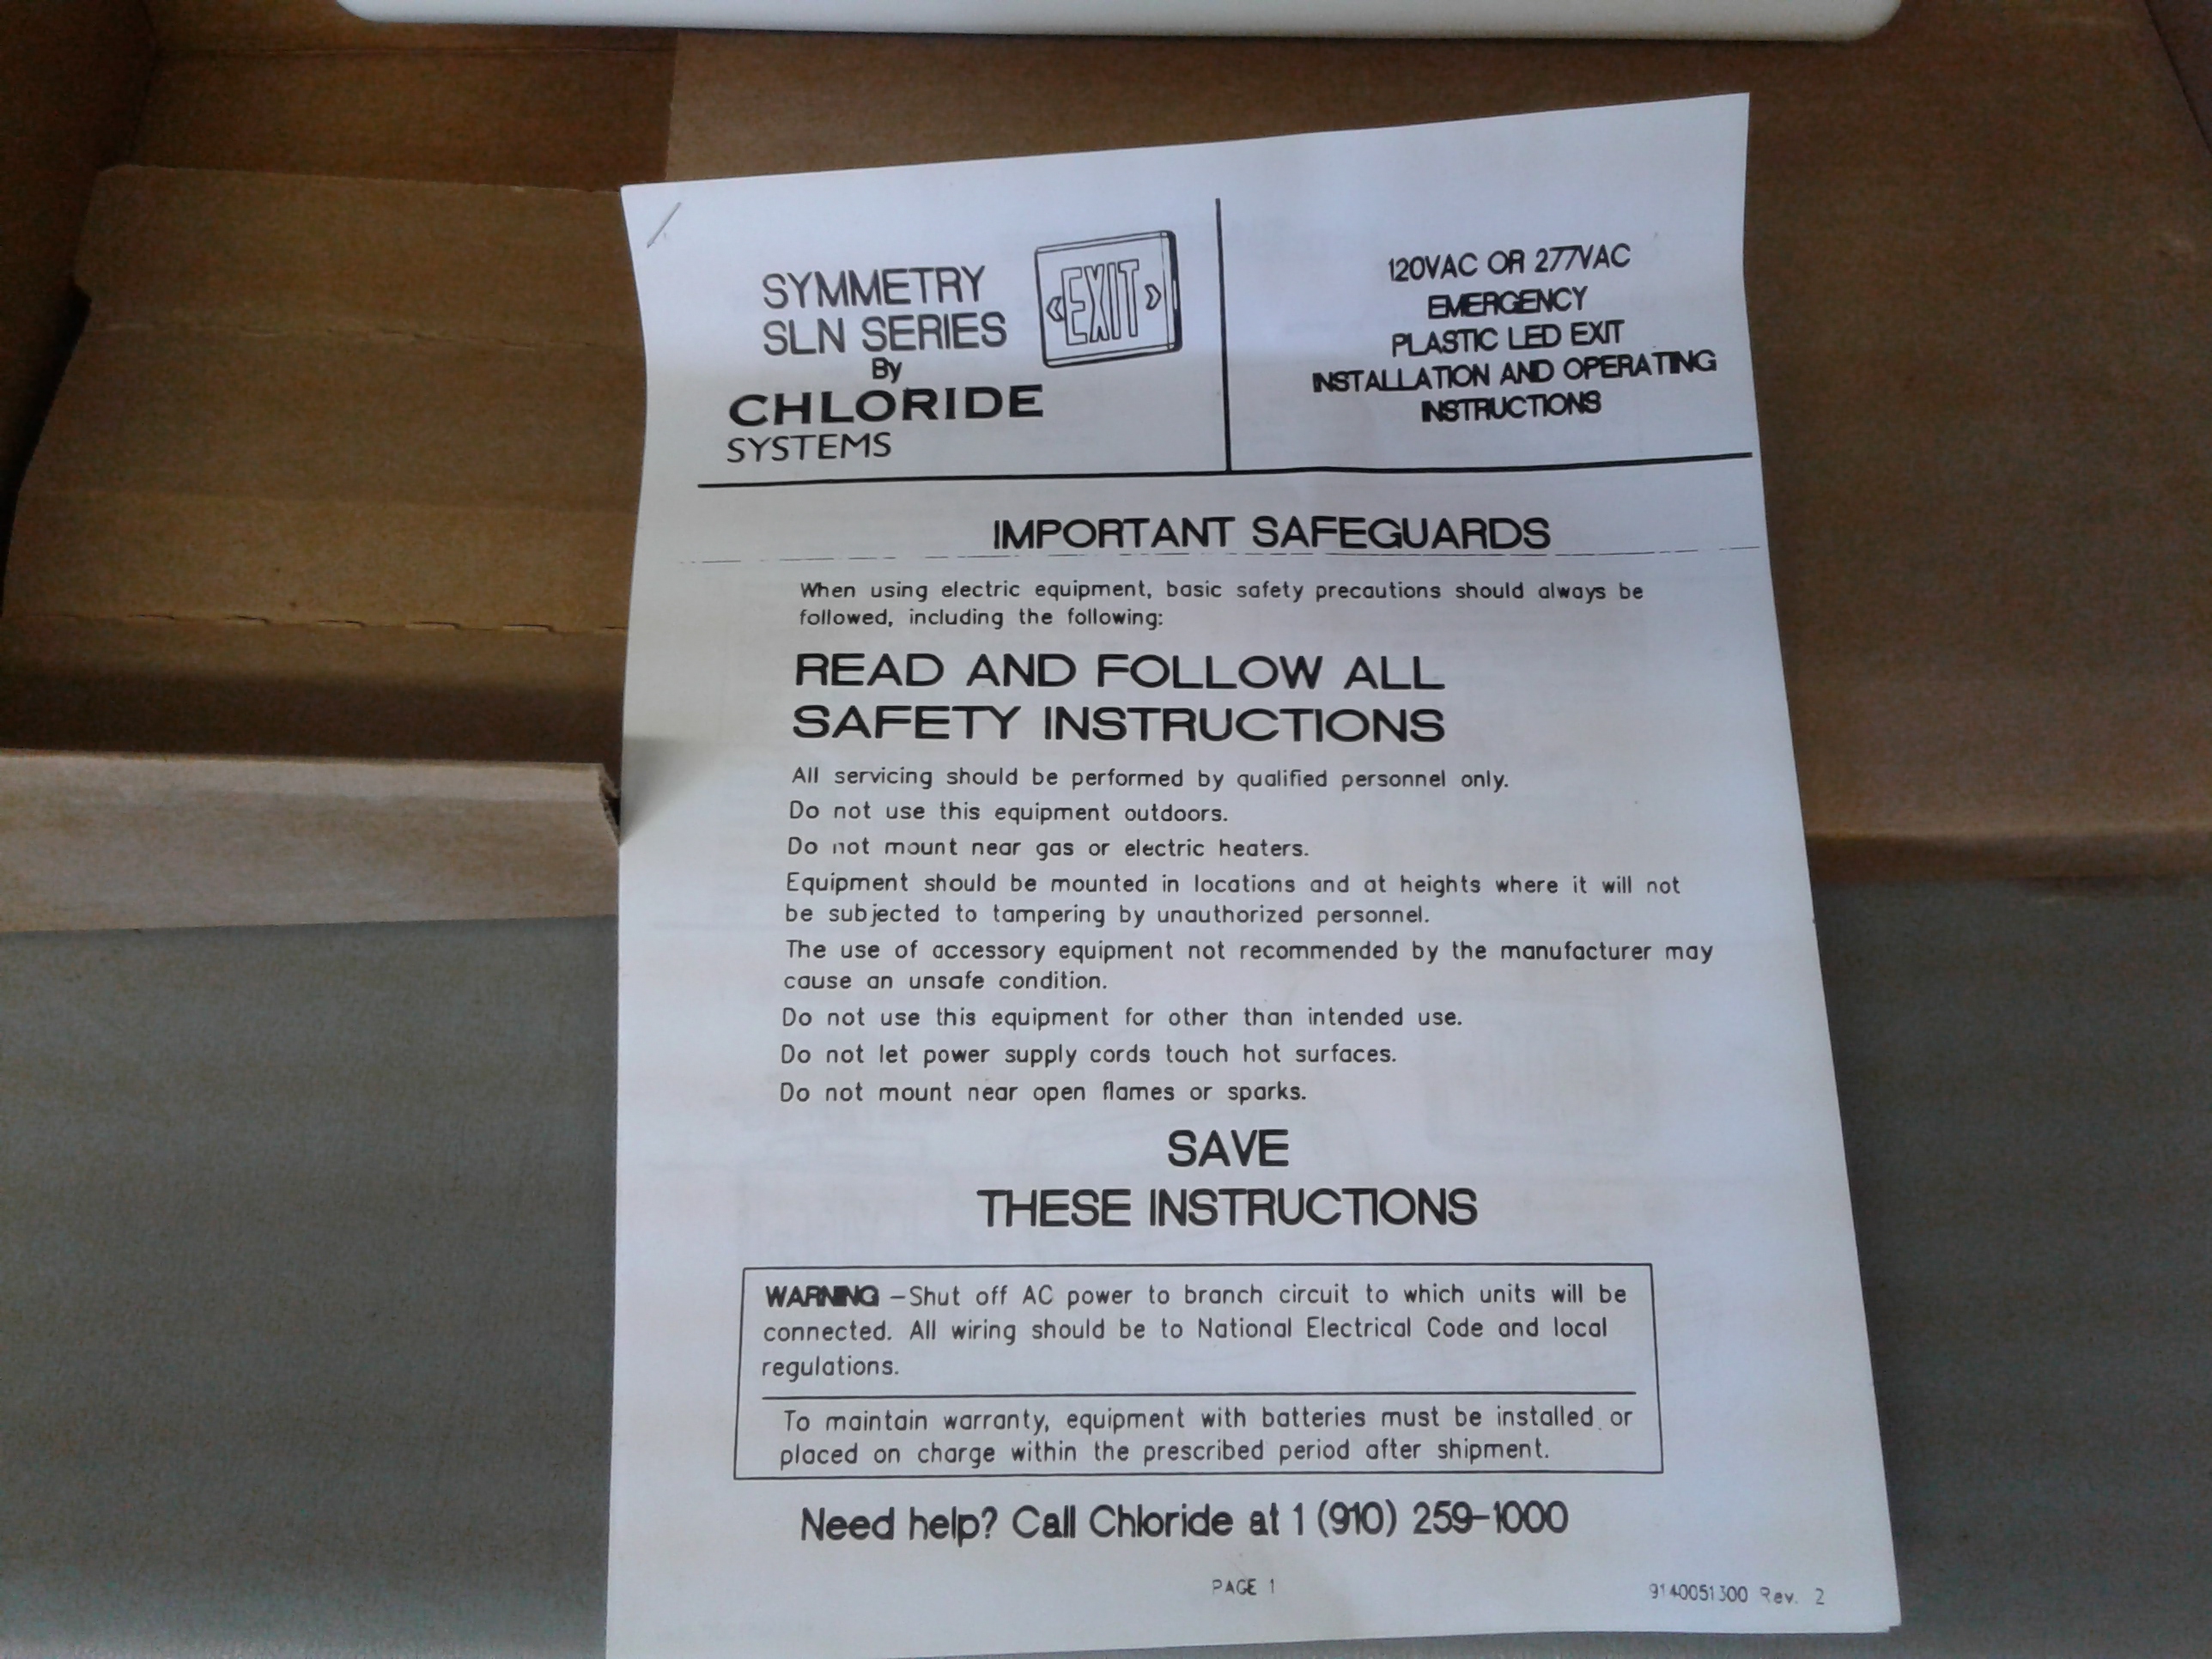 SYMMETRY
SLN SERIES
By
CHLORIDE
SYSTEMS
EXIT
120VAC OR 277VAC
EMERGENCY
PLASTIC LED EXIT
INSTALLATION AND OPERATING
INSTRUCTIONS
IMPORTANT SAFEGUARDS
When using electric equipment, basic safety precautions should always be
followed, including the following:
READ AND FOLLOW ALL
SAFETY INSTRUCTIONS
All servicing should be performed by qualified personnel only.
Do not use this equipment outdoors.
Do not mount near gas or electric heaters.
Equipment should be mounted in locations and at heights where it will not
be subjected to tampering by unauthorized personnel.
The use of accessory equipment not recommended by the manufacturer may
cause an unsafe condition.
Do not use this equipment for other than intended use.
Do not let power supply cords touch hot surfaces.
Do not mount near open flames or sparks.
SAVE
THESE INSTRUCTIONS
WARNING –Shut off AC power to branch circuit to which units will be
connected. All wiring should be to National Electrical Code and local
regulations.
To maintain warranty, equipment with batteries must be installed or
placed on charge within the prescribed period after shipment.
Need help? Call Chloride at 1 (910) 259-1000
PAGE 1
9140051300 Rev. 2